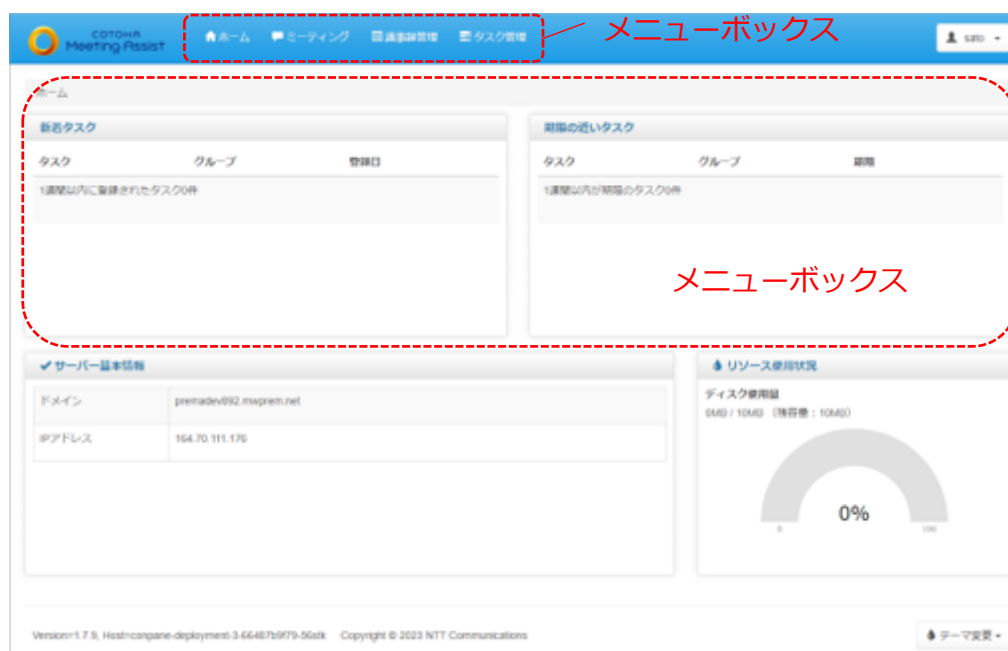 COTOHA
Meeting Assist
ホーム ミーティング 議事録管理 タスク管理
メニューボックス
sato
ホーム
新着タスク
期限の近いタスク
タスク グループ 登録日
タスク グループ 期限
1週間以内に登録されたタスク0件
1週間以内が期限のタスク0件
メニューボックス
サーバー基本情報
リソース使用状況
ドメイン premadev892.mwprem.net
ディスク使用量
0MB / 10MB （残容量：10MB）
IPアドレス 164.70.111.176
0%
0 100
Version=1.7.9, Host=conpane-deployment-3-66487b9f79-56stk Copyright © 2023 NTT Communications
テーマ変更